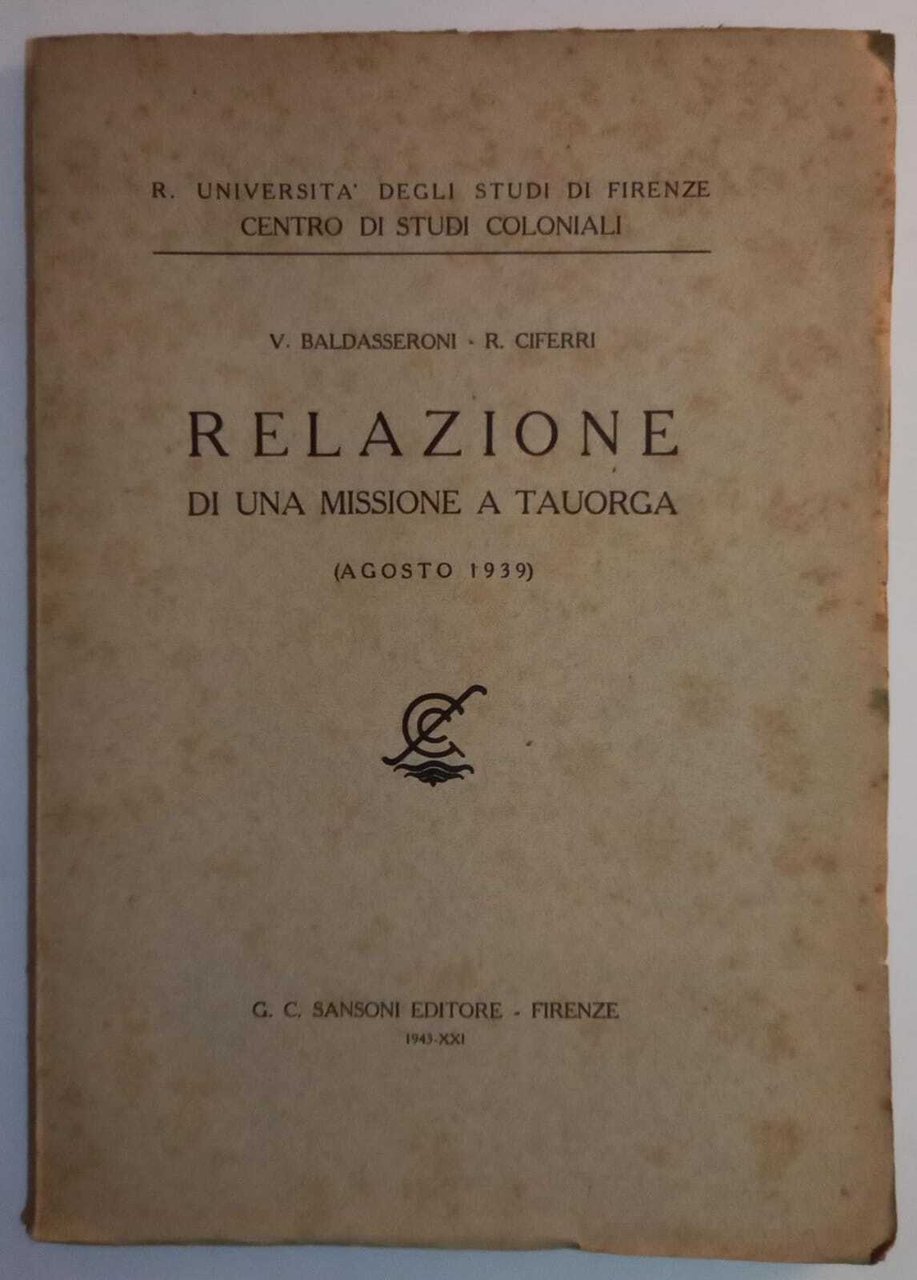 R. UNIVERSITA' DEGLI STUDI DI FIRENZE
CENTRO DI STUDI COLONIALI
V. BALDASSERONI - R. CIFERRI
RELAZIONE
DI UNA MISSIONE A TAUORGA
(AGOSTO 1939)
G. C. SANSONI EDITORE - FIRENZE
1943-XXI